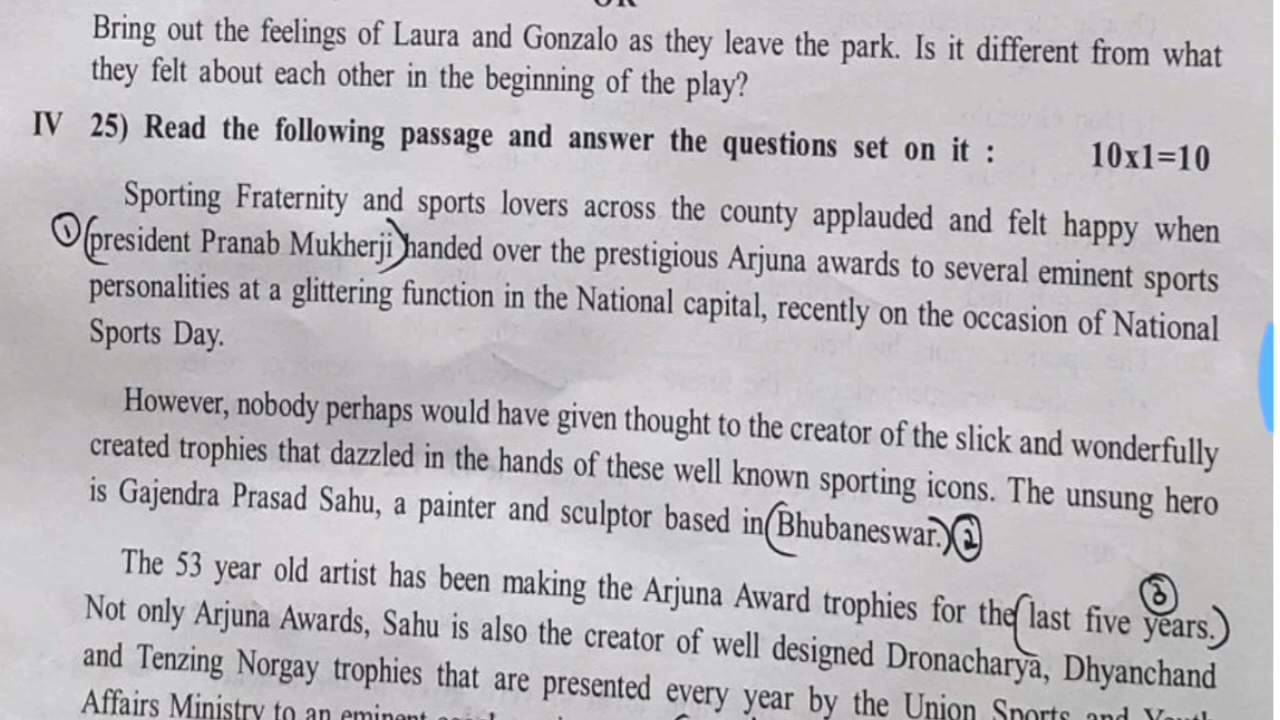 Bring out the feelings of Laura and Gonzalo as they leave the park. Is it different from what
they felt about each other in the beginning of the play?
IV 25) Read the following passage and answer the questions set on it : 10x1=10
Sporting Fraternity and sports lovers across the county applauded and felt happy when
① (president Pranab Mukherji) handed over the prestigious Arjuna awards to several eminent sports
personalities at a glittering function in the National capital, recently on the occasion of National
Sports Day.
However, nobody perhaps would have given thought to the creator of the slick and wonderfully
created trophies that dazzled in the hands of these well known sporting icons. The unsung hero
is Gajendra Prasad Sahu, a painter and sculptor based in (Bhubaneswar.) ②
③
The 53 year old artist has been making the Arjuna Award trophies for the (last five years.)
Not only Arjuna Awards, Sahu is also the creator of well designed Dronacharya, Dhyanchand
and Tenzing Norgay trophies that are presented every year by the Union Sports and Youth
Affairs Ministry to an eminent